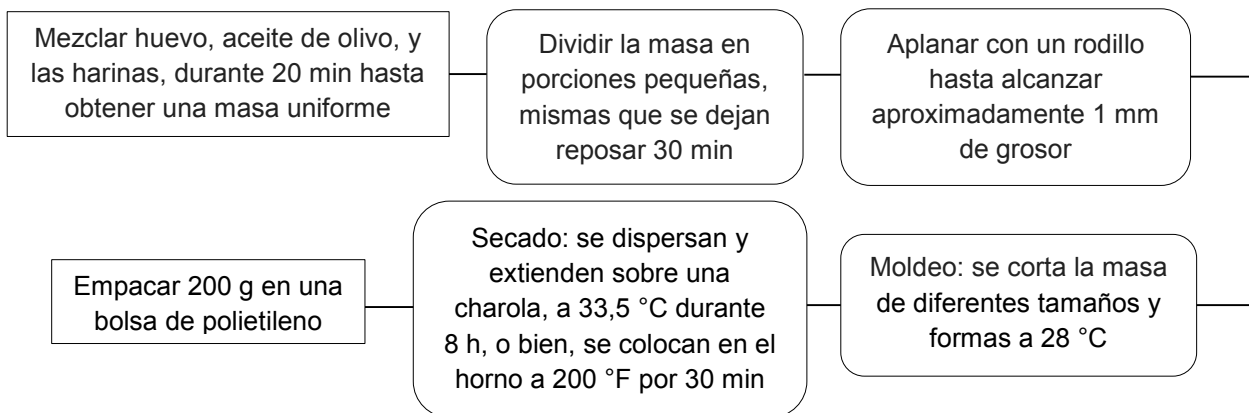 Mezclar huevo, aceite de olivo, y
las harinas, durante 20 min hasta
obtener una masa uniforme
Dividir la masa en
porciones pequeñas,
mismas que se dejan
reposar 30 min
Aplanar con un rodillo
hasta alcanzar
aproximadamente 1 mm
de grosor
Moldeo: se corta la masa
de diferentes tamaños y
formas a 28 °C
Secado: se dispersan y
extienden sobre una
charola, a 33,5 °C durante
8 h, o bien, se colocan en el
horno a 200 °F por 30 min
Empacar 200 g en una
bolsa de polietileno